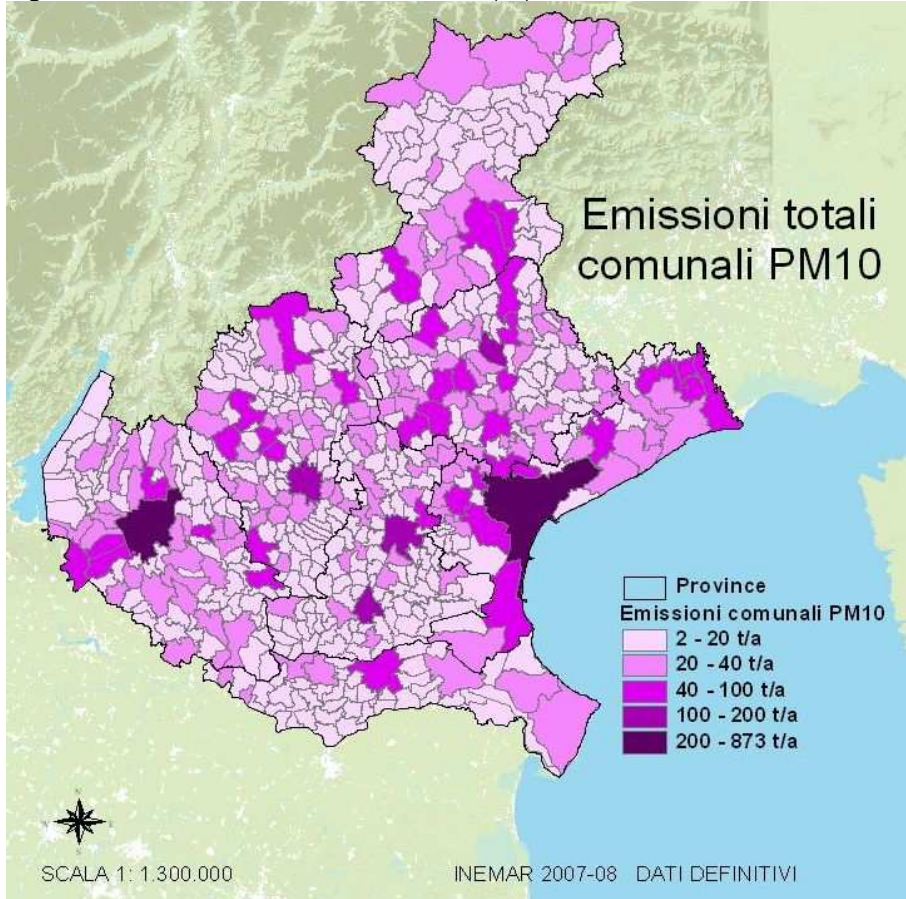 Emissioni totali
comunali PM10
Province
Emissioni comunali PM10
2 - 20 t/a
20 - 40 t/a
40 - 100 t/a
100 - 200 t/a
200 - 873 t/a
SCALA 1: 1.300.000
INEMAR 2007-08 DATI DEFINITIVI